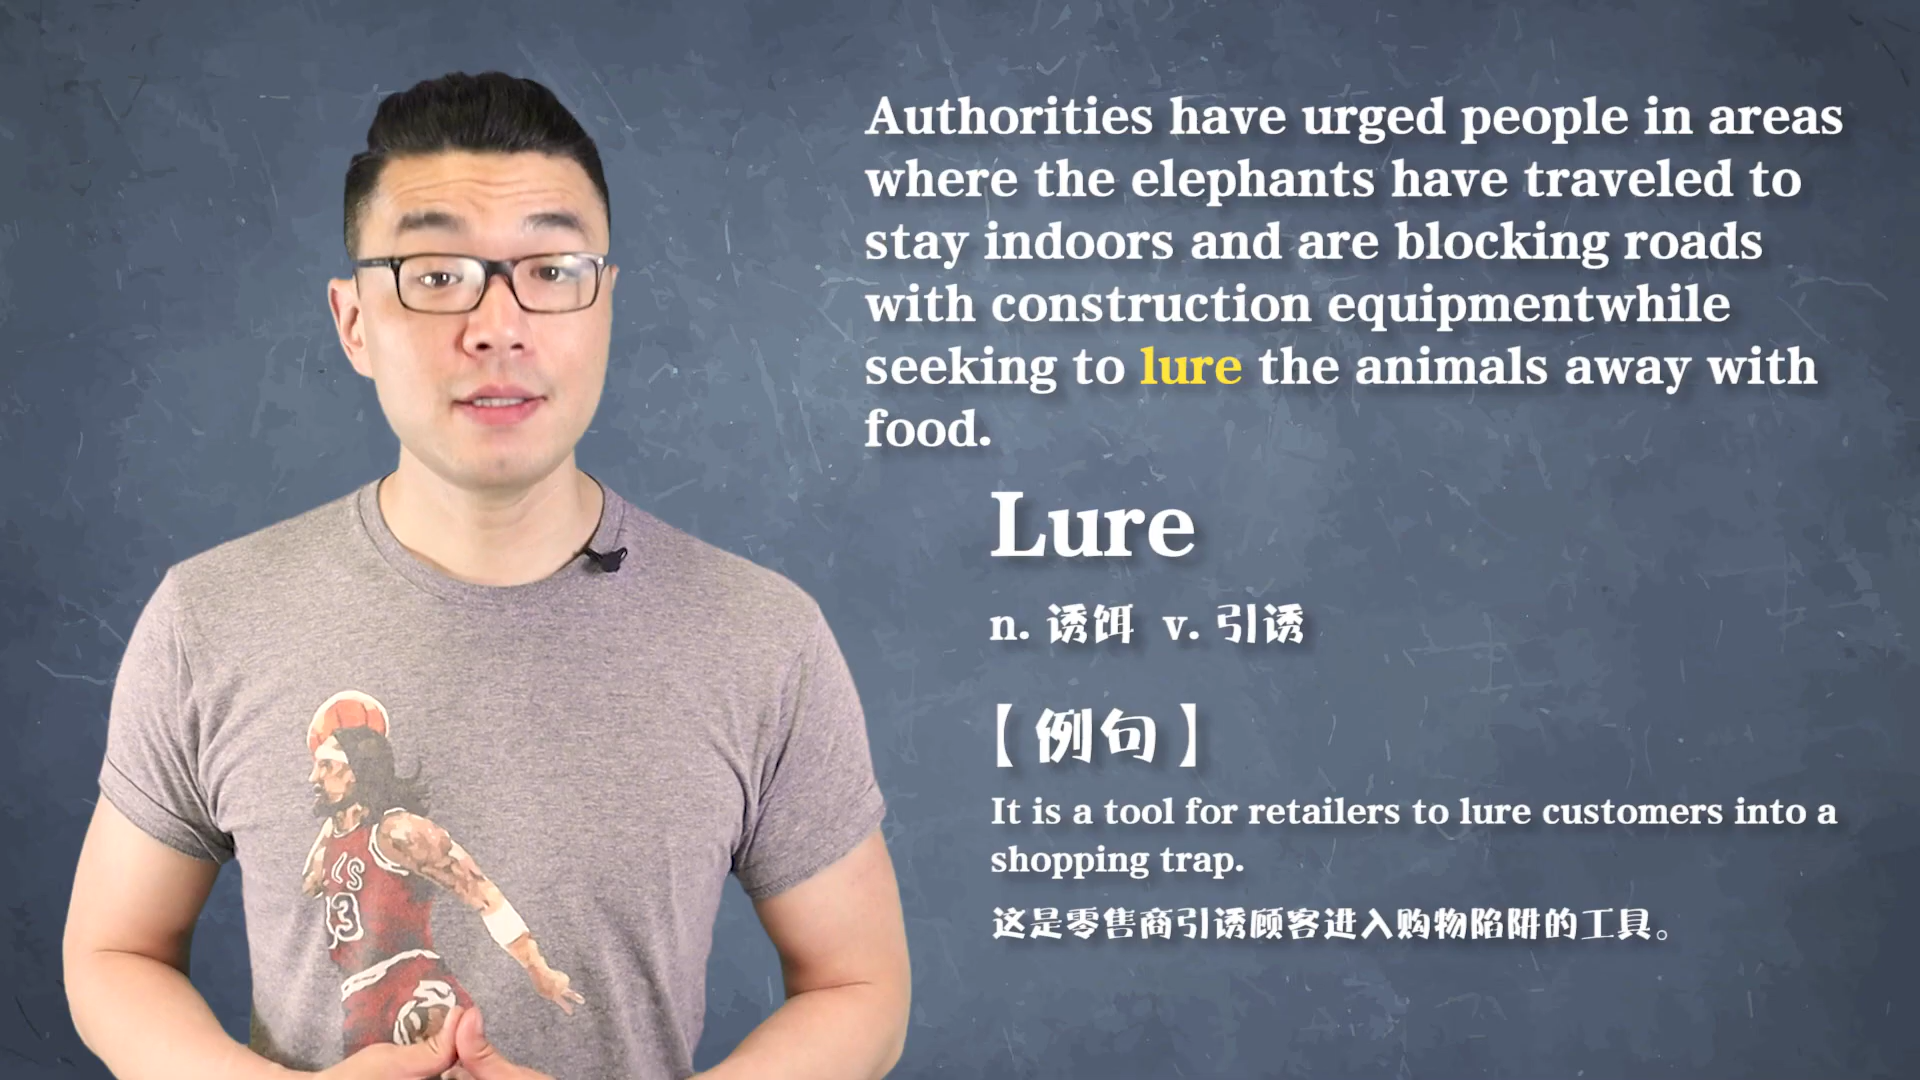 Authorities have urged people in areas
where the elephants have traveled to
stay indoors and are blocking roads
with construction equipmentwhile
seeking to lure the animals away with
food.
Lure
n. 诱饵 v. 引诱
【例句】
It is a tool for retailers to lure customers into a
shopping trap.
这是零售商引诱顾客进入购物陷阱的工具。
LS
13